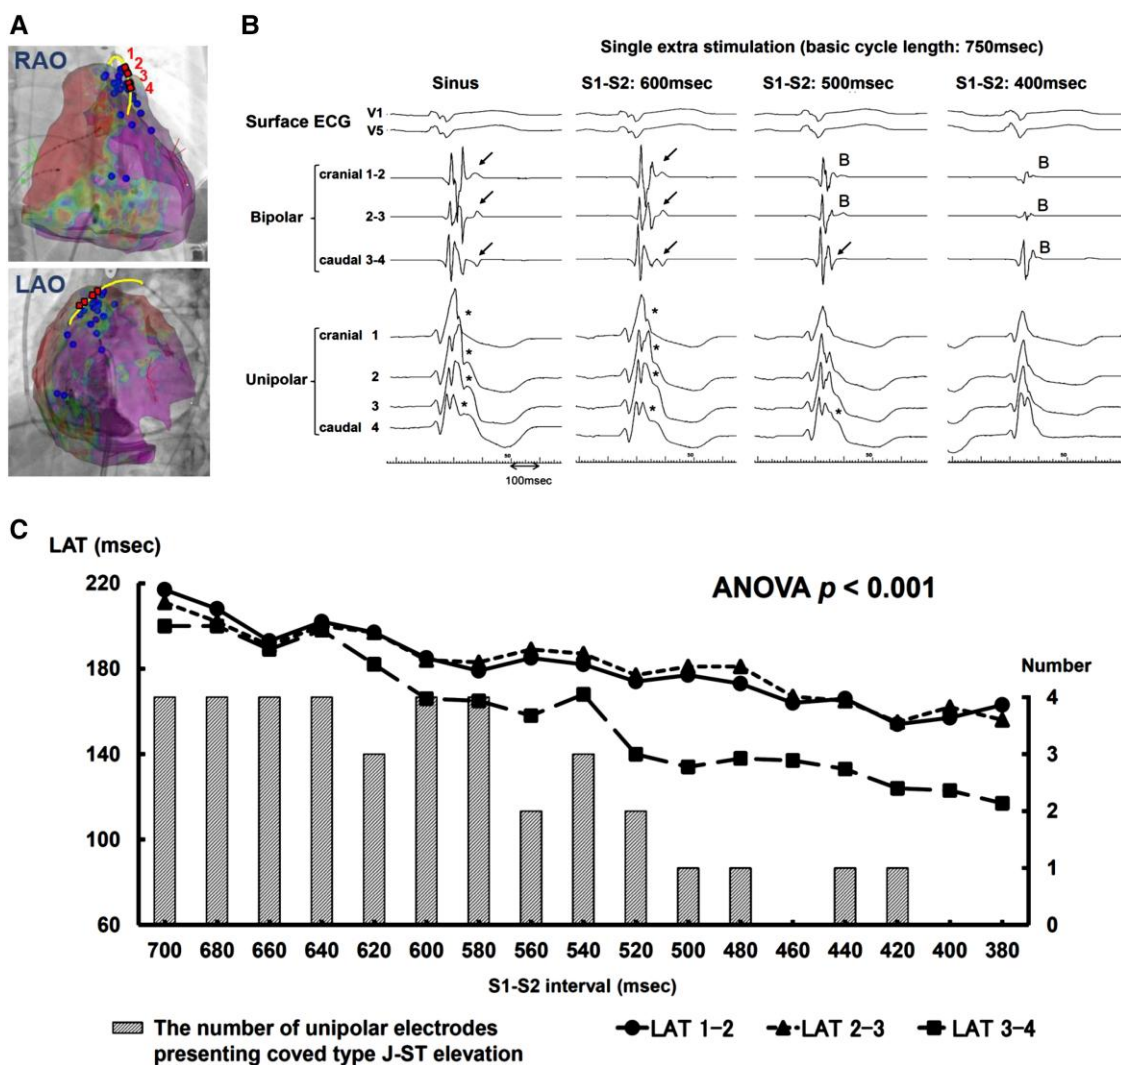 A
RAO
1
2
3
4
LAO
B
Single extra stimulation (basic cycle length: 750msec)
Sinus
S1-S2: 600msec
S1-S2: 500msec
S1-S2: 400msec
Surface ECG
V1
V5
Bipolar
cranial 1-2
2-3
caudal 3-4
B
B
B
B
B
Unipolar
cranial 1
2
3
caudal 4
*
*
*
*
*
*
*
*
*
50
50
50
50
100msec
C
LAT (msec)
ANOVA p < 0.001
Number
220
180
140
100
60
4
3
2
1
0
700 680 660 640 620 600 580 560 540 520 500 480 460 440 420 400 380
S1-S2 interval (msec)
The number of unipolar electrodes
presenting coved type J-ST elevation
LAT 1-2 LAT 2-3 LAT 3-4